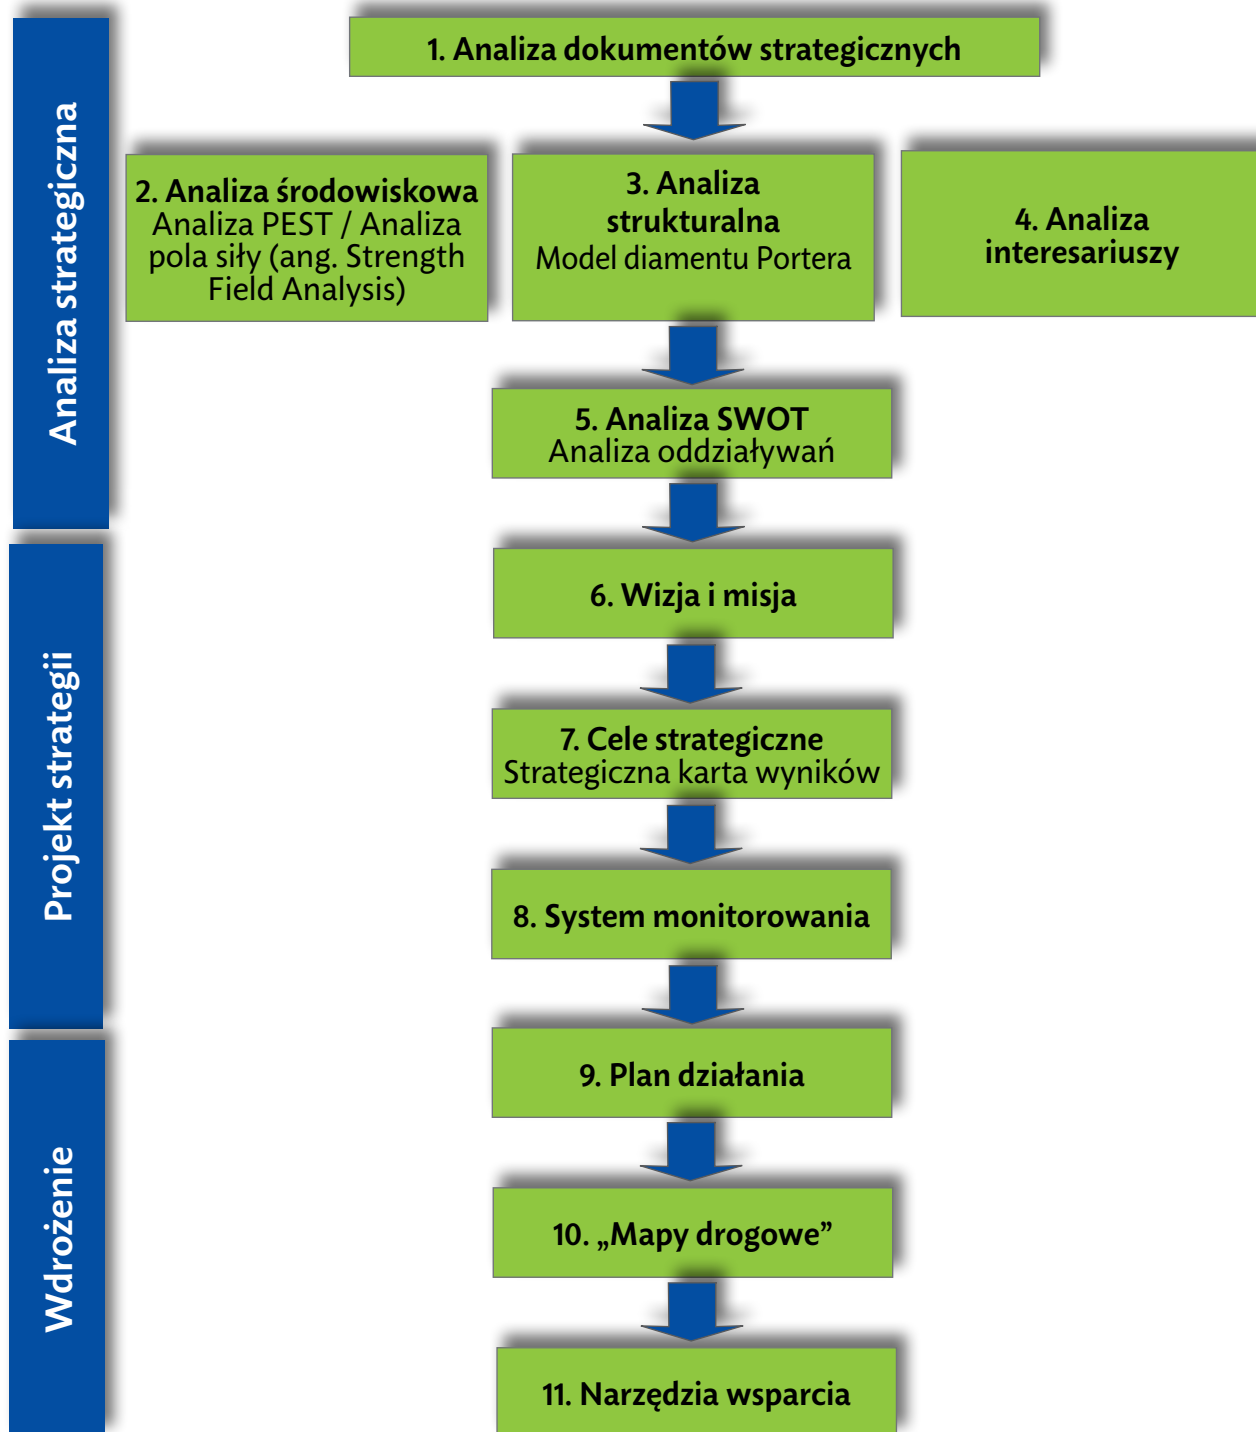 Analiza strategiczna
1. Analiza dokumentów strategicznych
2. Analiza środowiskowa
Analiza PEST / Analiza
pola siły (ang. Strength
Field Analysis)
3. Analiza
strukturalna
Model diamentu Portera
4. Analiza
interesariuszy
5. Analiza SWOT
Analiza oddziaływań
Projekt strategii
6. Wizja i misja
7. Cele strategiczne
Strategiczna karta wyników
8. System monitorowania
Wdrożenie
9. Plan działania
10. „Mapy drogowe”
11. Narzędzia wsparcia